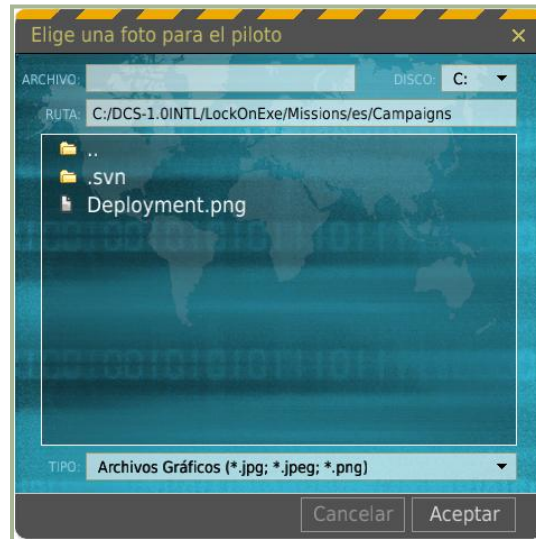 Elige una foto para el piloto
ARCHIVO: DISCO: C:
RUTA: C:/DCS-1.0INTL/LockOnExe/Missions/es/Campaigns
..
.svn
Deployment.png
TIPO: Archivos Gráficos (*.jpg; *.jpeg; *.png)
Cancelar Aceptar